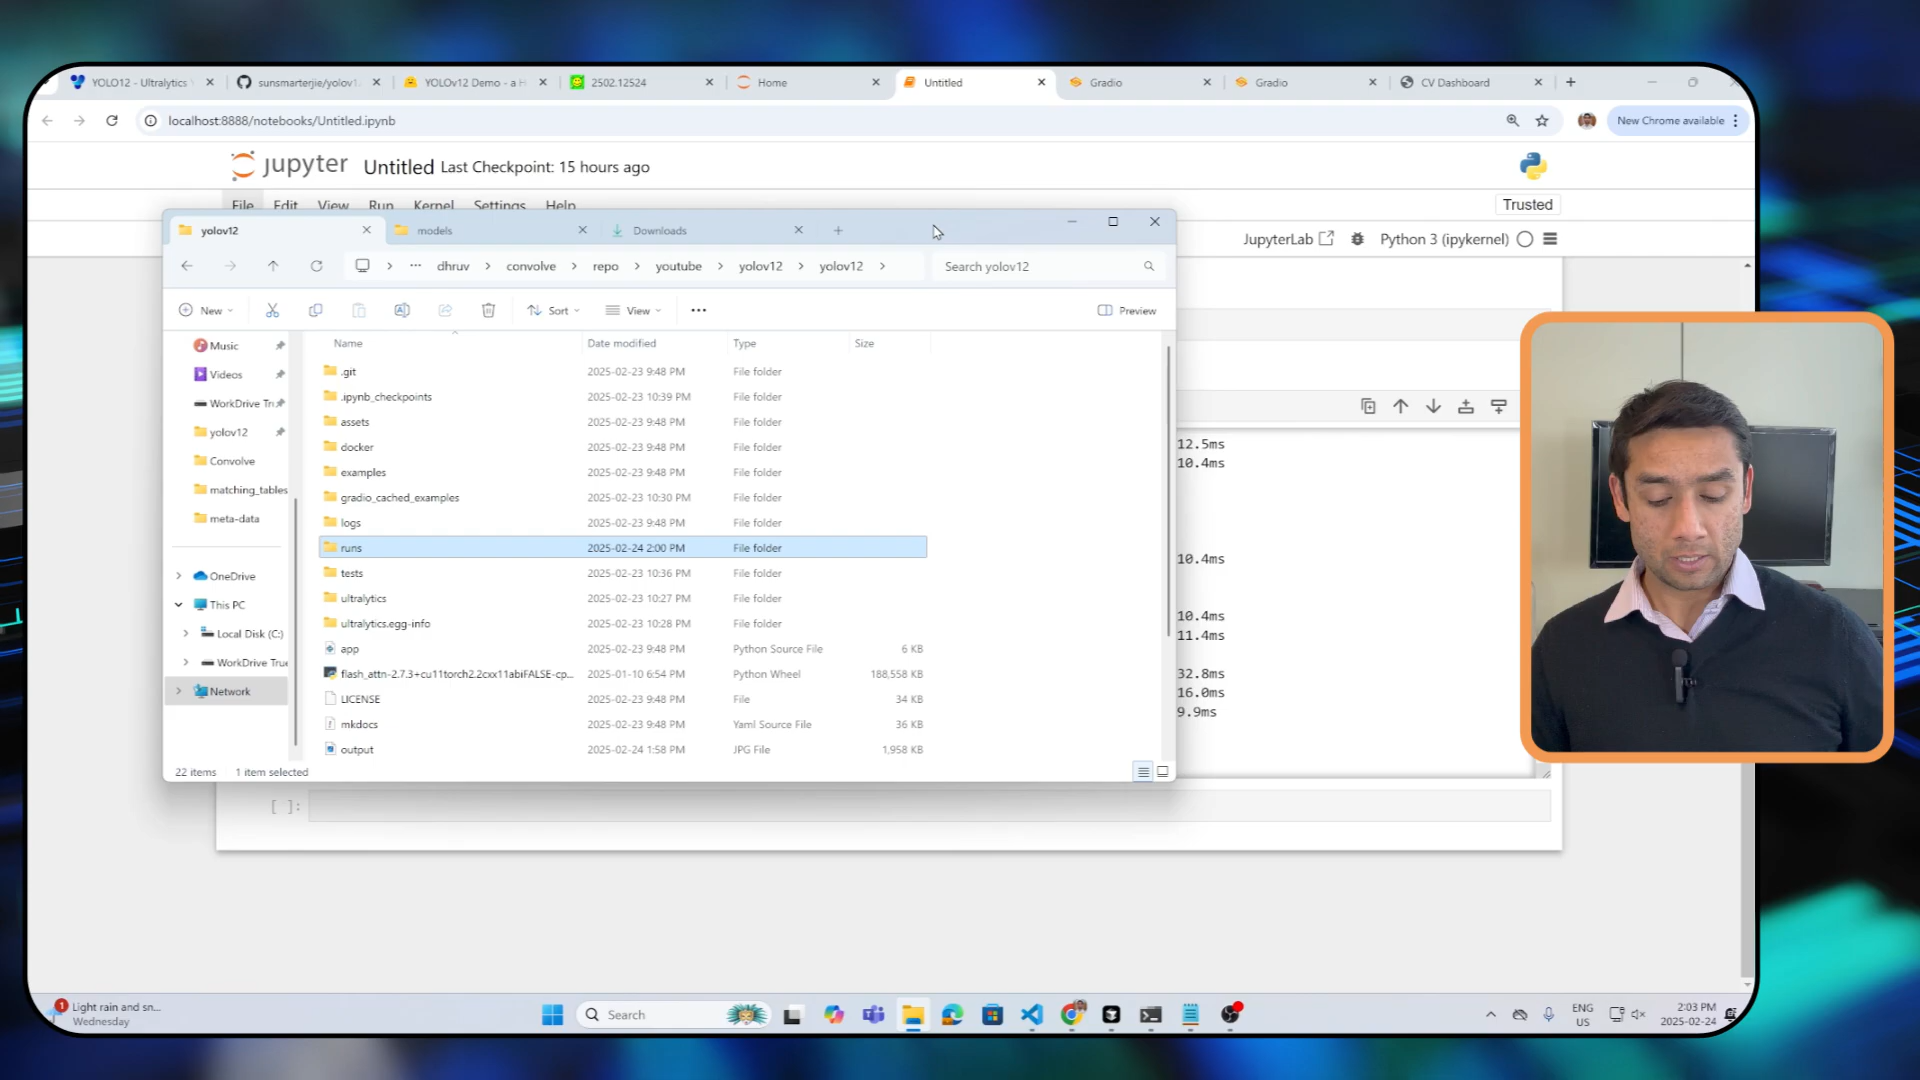 YOLO12 - Ultralytics
sunsmarterjie/yolov1
YOLOv12 Demo - a H
2502.12524
Home
Untitled
Gradio
Gradio
CV Dashboard
localhost:8888/notebooks/Untitled.ipynb
New Chrome available
jupyter Untitled Last Checkpoint: 15 hours ago
File Edit View Run Kernel Settings Help
Trusted
JupyterLab
Python 3 (ipykernel)
yolov12
models
Downloads
dhruv > convolve > repo > youtube > yolov12 > yolov12 >
Search yolov12
New
Sort
View
Preview
Music
Videos
WorkDrive Tr
yolov12
Convolve
matching_tables
meta-data
OneDrive
This PC
Local Disk (C:)
WorkDrive True
Network
Name Date modified Type Size
.git 2025-02-23 9:48 PM File folder
.ipynb_checkpoints 2025-02-23 10:39 PM File folder
assets 2025-02-23 9:48 PM File folder
docker 2025-02-23 9:48 PM File folder
examples 2025-02-23 9:48 PM File folder
gradio_cached_examples 2025-02-23 10:30 PM File folder
logs 2025-02-23 9:48 PM File folder
runs 2025-02-24 2:00 PM File folder
tests 2025-02-23 10:36 PM File folder
ultralytics 2025-02-23 10:27 PM File folder
ultralytics.egg-info 2025-02-23 10:28 PM File folder
app 2025-02-23 9:48 PM Python Source File 6 KB
flash_attn-2.7.3+cu11torch2.2cxx11abiFALSE-cp... 2025-01-10 6:54 PM Python Wheel 188,558 KB
LICENSE 2025-02-23 9:48 PM File 34 KB
mkdocs 2025-02-23 9:48 PM Yaml Source File 36 KB
output 2025-02-24 1:58 PM JPG File 1,958 KB
22 items 1 item selected
12.5ms
10.4ms
10.4ms
10.4ms
11.4ms
32.8ms
16.0ms
9.9ms
[ ]:
1
Light rain and sn...
Wednesday
Search
ENG
US
2:03 PM
2025-02-24